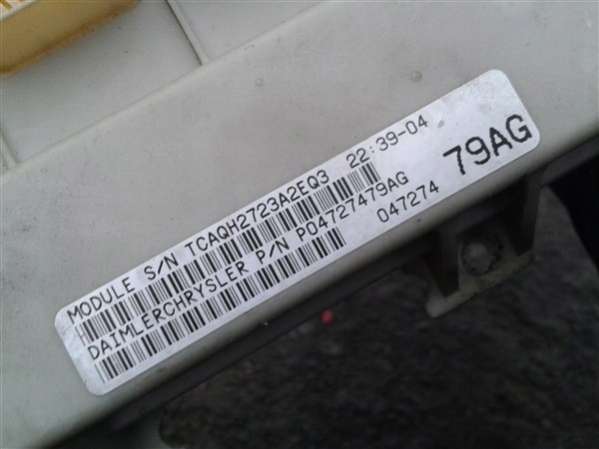 MODULE S/N TCAQH2723A2EQ3 22:39-04
79AG
DAIMLERCHRYSLER P/N P04727479AG
047274